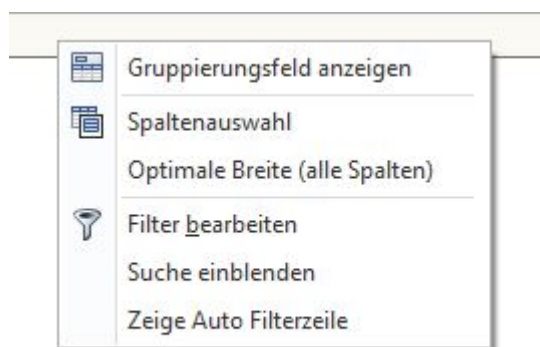 Gruppierungsfeld anzeigen
Spaltenauswahl
Optimale Breite (alle Spalten)
Filter bearbeiten
Suche einblenden
Zeige Auto Filterzeile